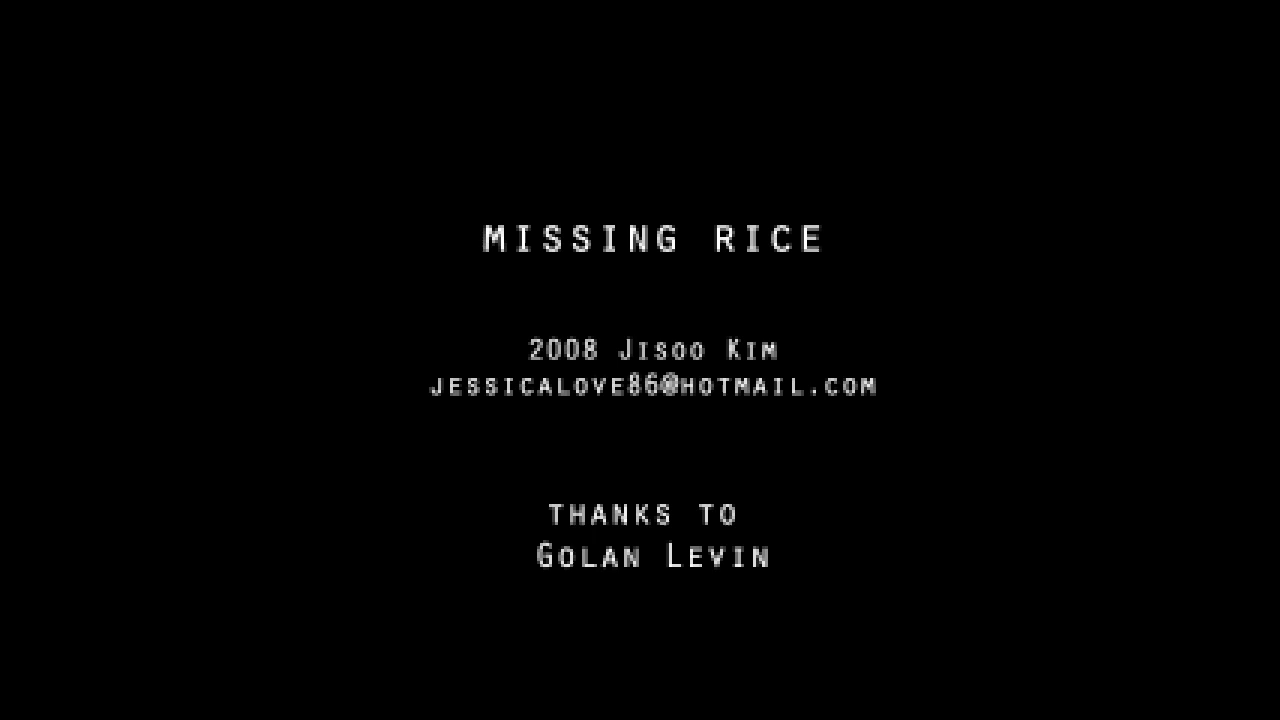 MISSING RICE
2008 Jisoo Kim
jessicalove86@hotmail.com
thanks to
Golan Levin